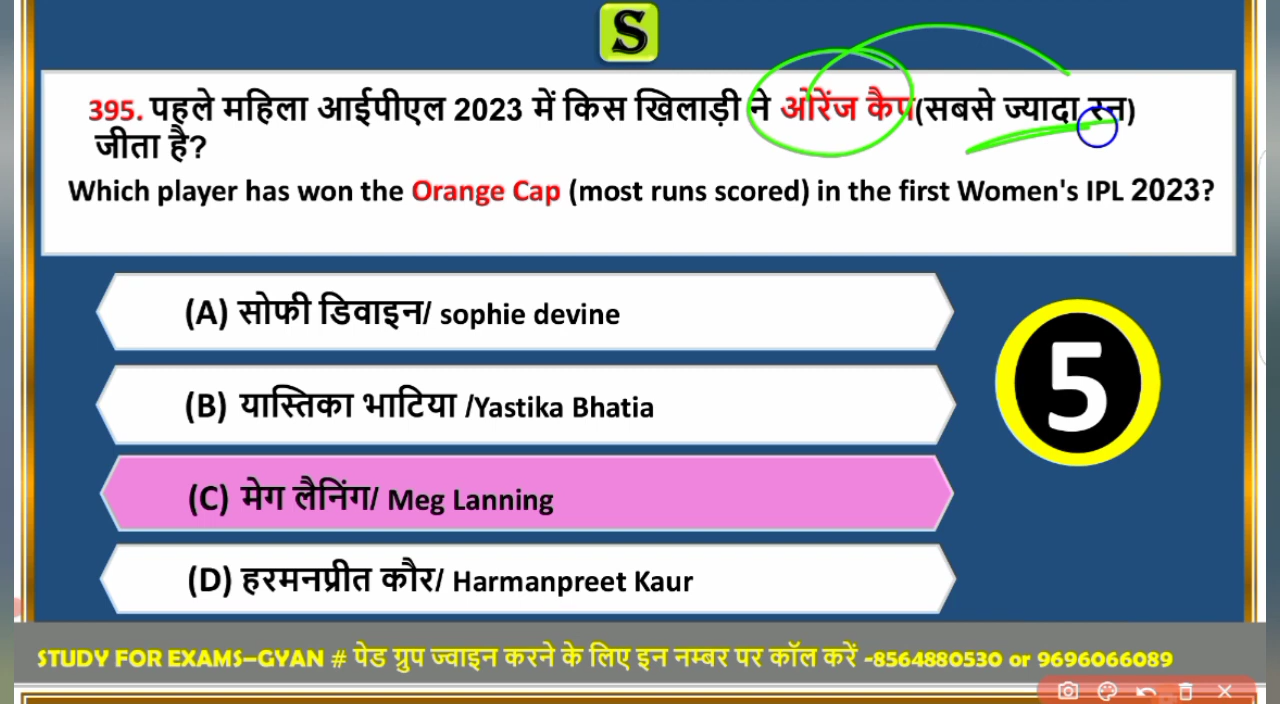 S
395. पहले महिला आईपीएल 2023 में किस खिलाड़ी ने ओरेंज कैप(सबसे ज्यादा रन)
जीता है?
Which player has won the Orange Cap (most runs scored) in the first Women's IPL 2023?
(A) सोफी डिवाइन/ sophie devine
(B) यास्तिका भाटिया /Yastika Bhatia
5
(C) मेग लैनिंग/ Meg Lanning
(D) हरमनप्रीत कौर/ Harmanpreet Kaur
STUDY FOR EXAMS–GYAN # पेड ग्रुप ज्वाइन करने के लिए इन नम्बर पर कॉल करें -8564880530 or 9696066089